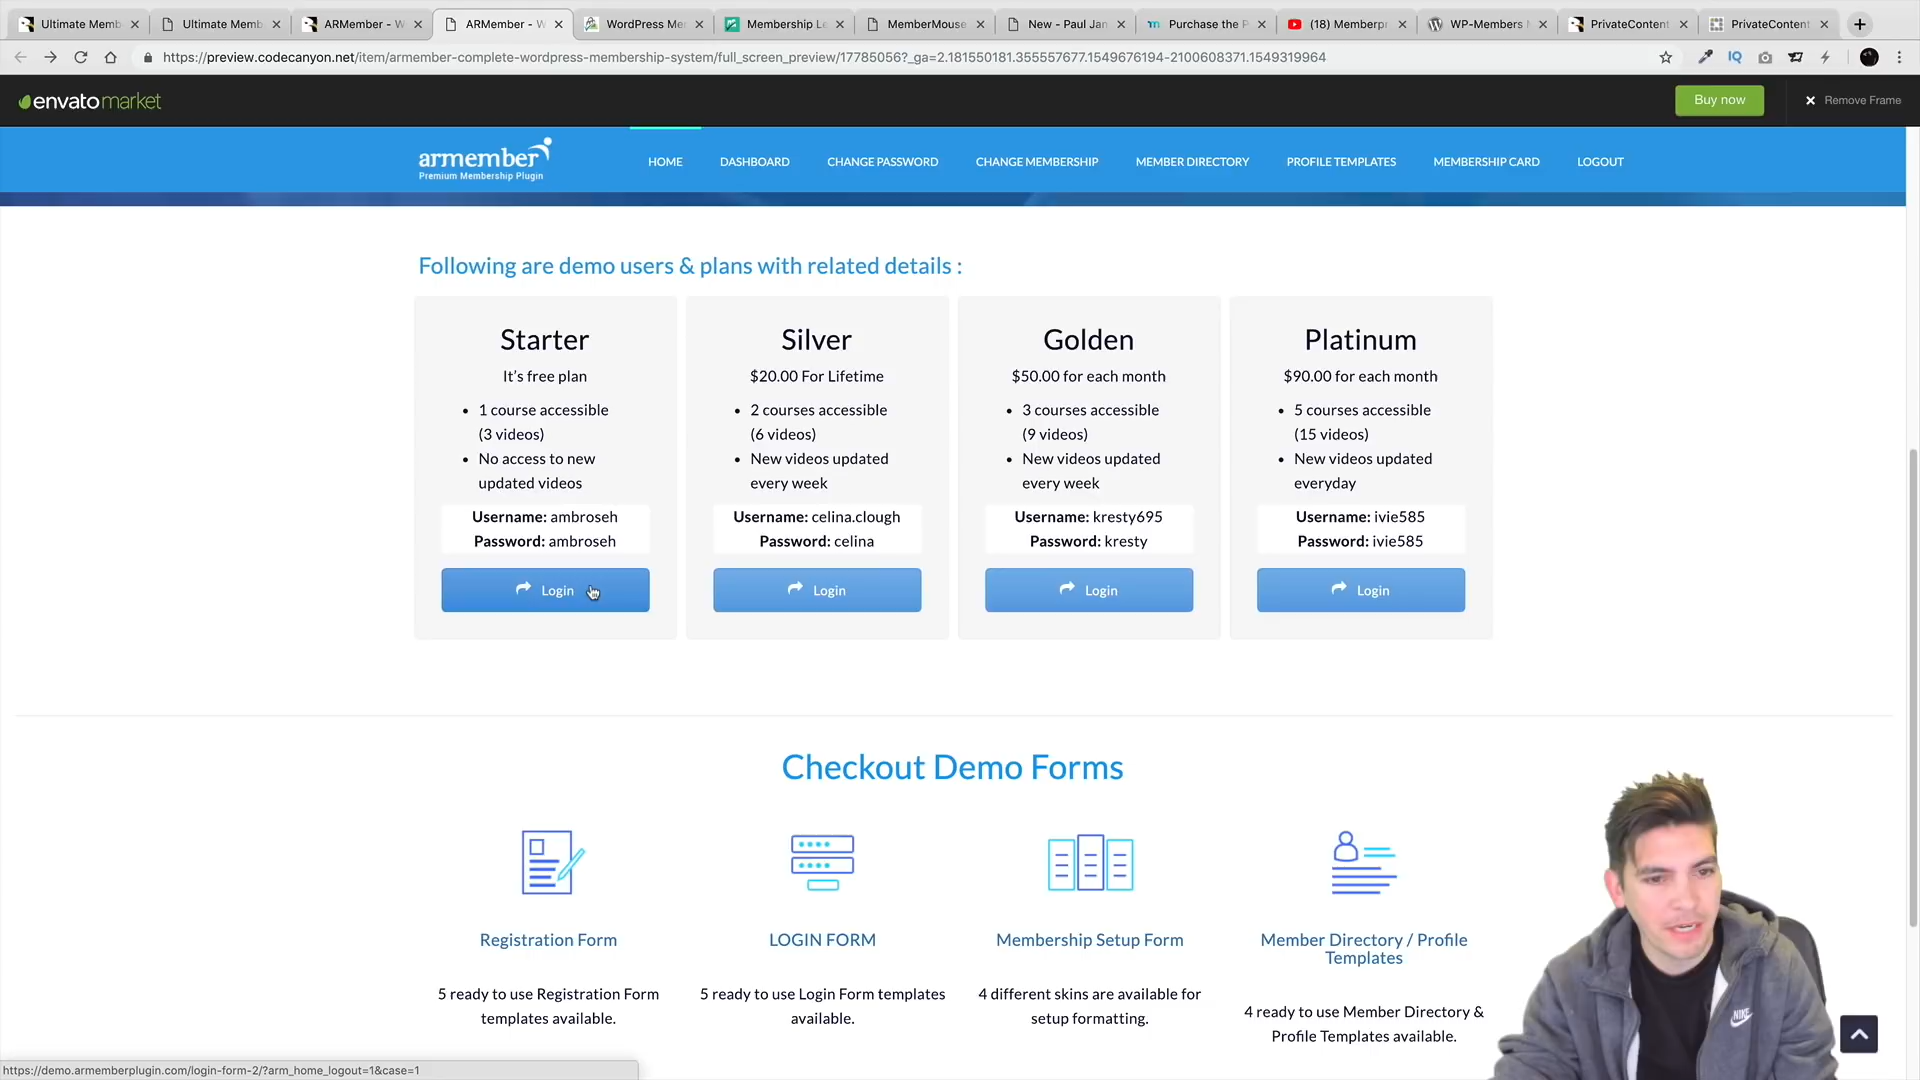 Ultimate Memb
Ultimate Memb
ARMember - W
ARMember - W
WordPress Me
Membership Le
MemberMouse
New - Paul Jan
Purchase the P
(18) Memberpr
WP-Members
PrivateContent
PrivateContent
https://preview.codecanyon.net/item/armember-complete-wordpress-membership-system/full_screen_preview/17785056?_ga=2.181550181.355557677.1549676194-2100608371.1549319964
IQ
envatomarket
Buy now
Remove Frame
armember
Premium Membership Plugin
HOME
DASHBOARD
CHANGE PASSWORD
CHANGE MEMBERSHIP
MEMBER DIRECTORY
PROFILE TEMPLATES
MEMBERSHIP CARD
LOGOUT
Following are demo users & plans with related details :
Starter
It's free plan
• 1 course accessible
(3 videos)
• No access to new
updated videos
Username: ambroseh
Password: ambroseh
Login
Silver
$20.00 For Lifetime
• 2 courses accessible
(6 videos)
• New videos updated
every week
Username: celina.clough
Password: celina
Login
Golden
$50.00 for each month
• 3 courses accessible
(9 videos)
• New videos updated
every week
Username: kresty695
Password: kresty
Login
Platinum
$90.00 for each month
• 5 courses accessible
(15 videos)
• New videos updated
everyday
Username: ivie585
Password: ivie585
Login
Checkout Demo Forms
Registration Form
5 ready to use Registration Form
templates available.
LOGIN FORM
5 ready to use Login Form templates
available.
Membership Setup Form
4 different skins are available for
setup formatting.
Member Directory / Profile
Templates
4 ready to use Member Directory &
Profile Templates available.
NIKE
https://demo.armemberplugin.com/login-form-2/?arm_home_logout=1&case=1